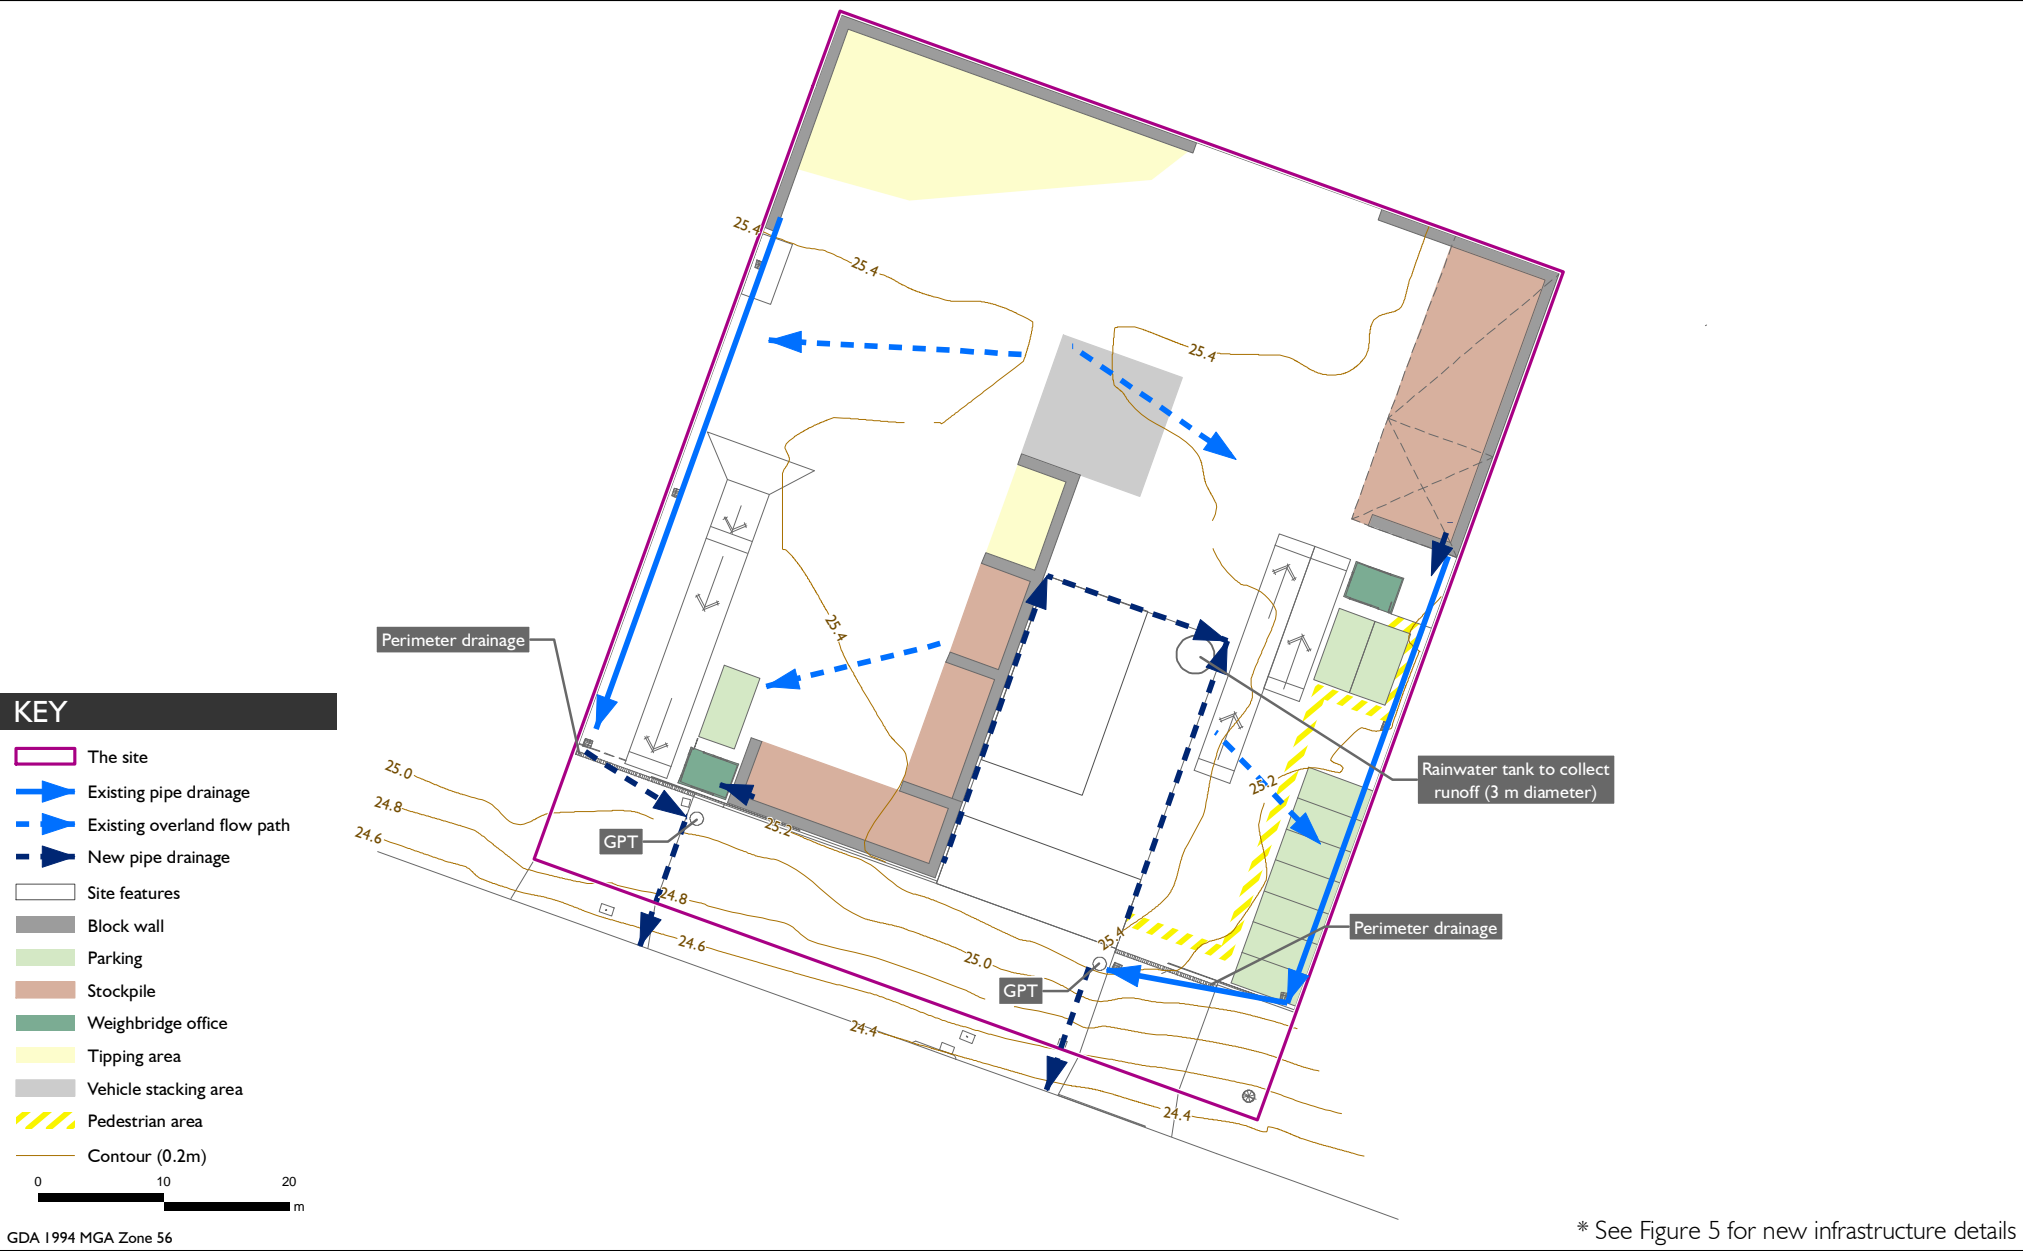 25.4
25.4
25.4
25.4
Perimeter drainage
KEY
The site
Existing pipe drainage
Existing overland flow path
New pipe drainage
Site features
Block wall
Parking
Stockpile
Weighbridge office
Tipping area
Vehicle stacking area
Pedestrian area
Contour (0.2m)
0 10 20
m
GDA 1994 MGA Zone 56
25.0
24.8
24.6
GPT
25.2
24.8
24.6
25.0
24.4
25.4
GPT
25.2
Rainwater tank to collect
runoff (3 m diameter)
Perimeter drainage
24.4
* See Figure 5 for new infrastructure details